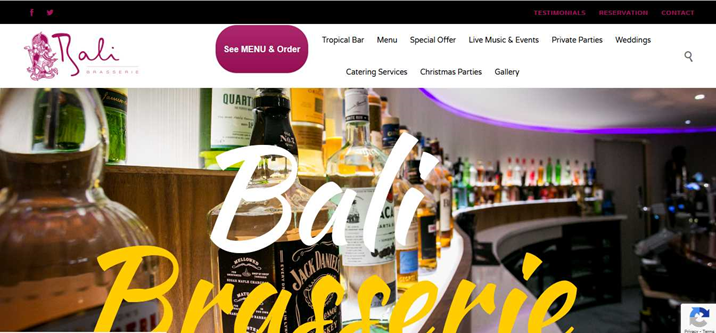 TESTIMONIALS RESERVATION CONTACT
Bali
BRASSERIE
See MENU & Order
Tropical Bar Menu Special Offer Live Music & Events Private Parties Weddings
Catering Services Christmas Parties Gallery
QUART
Bali
JACK DANIEL'S
Brasserie
Privacy - Terms